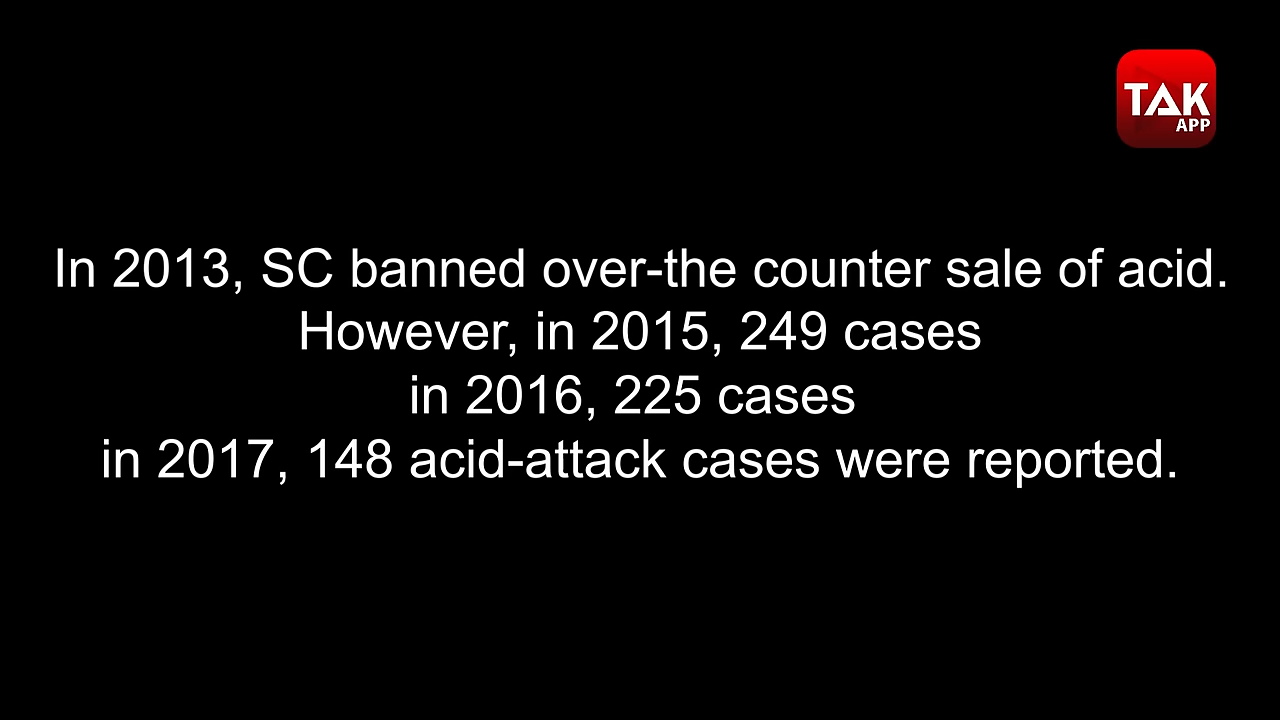 TAK
APP
In 2013, SC banned over-the counter sale of acid.
However, in 2015, 249 cases
in 2016, 225 cases
in 2017, 148 acid-attack cases were reported.